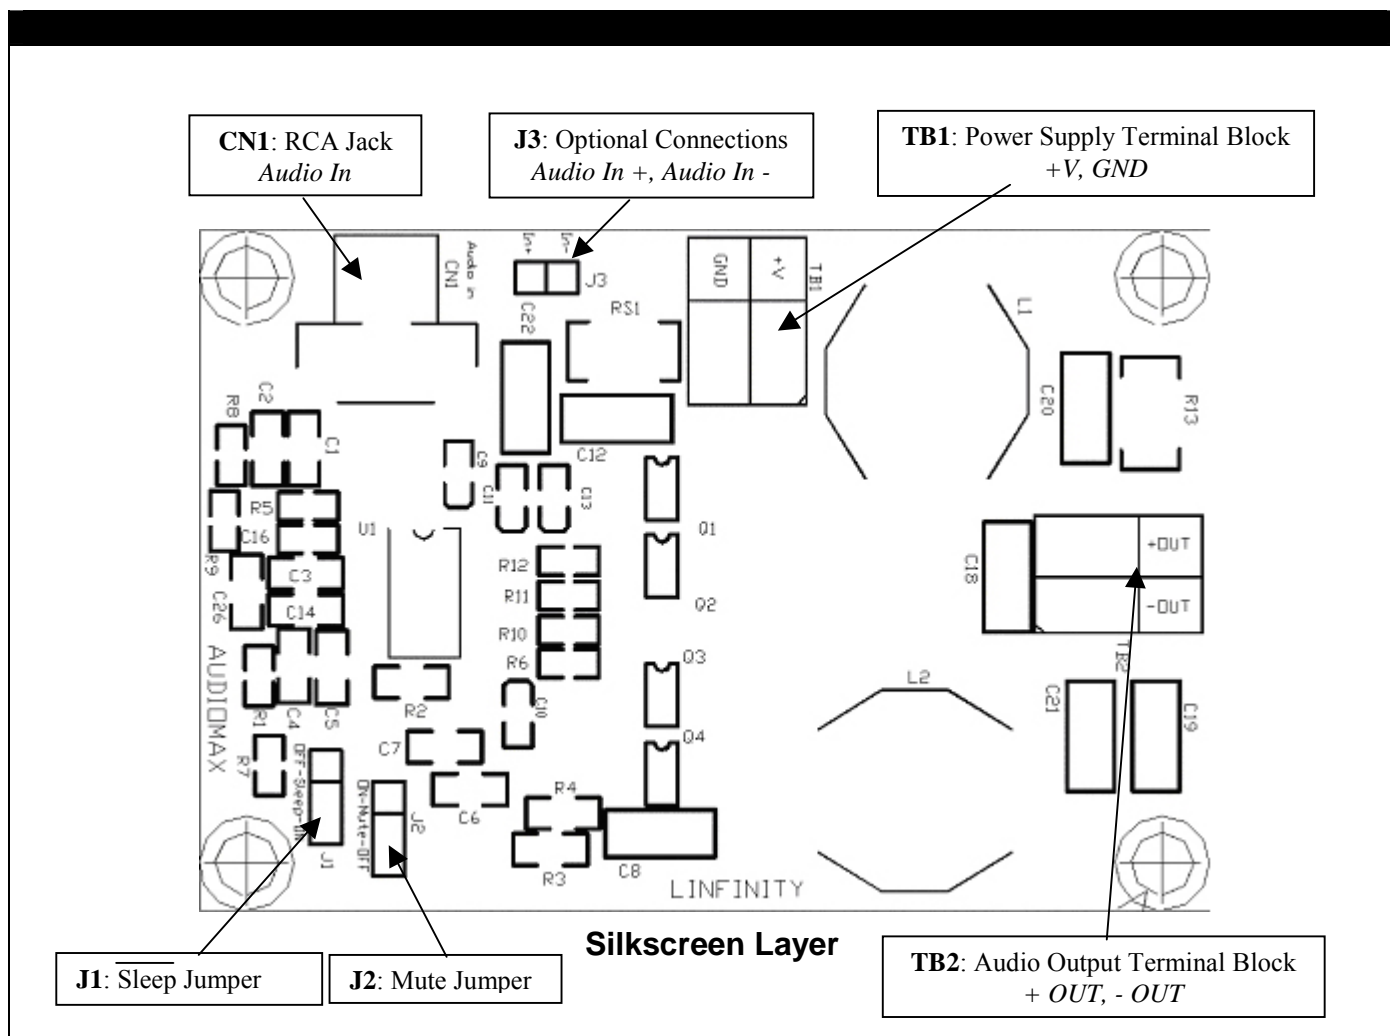 CN1: RCA Jack
Audio In
J3: Optional Connections
Audio In +, Audio In -
TB1: Power Supply Terminal Block
+V, GND
Audio in
CN1
In+
In-
J3
GND
+V
TB1
C22
RS1
L1
R8
C2
C1
C20
R13
C9
C12
C11
C13
R5
C16
U1
Q1
R9
C3
R12
C18
+OUT
C26
C14
R11
Q2
-OUT
R10
R6
Q3
TB2
AUDIOMAX
R1
C4
C5
R2
C10
L2
C21
C19
R7
OFF-Sleep-ON
J1
C7
Q4
ON-Mute-OFF
J2
C6
R4
R3
C8
LINFINITY
Silkscreen Layer
J1: Sleep Jumper
J2: Mute Jumper
TB2: Audio Output Terminal Block
+ OUT, - OUT